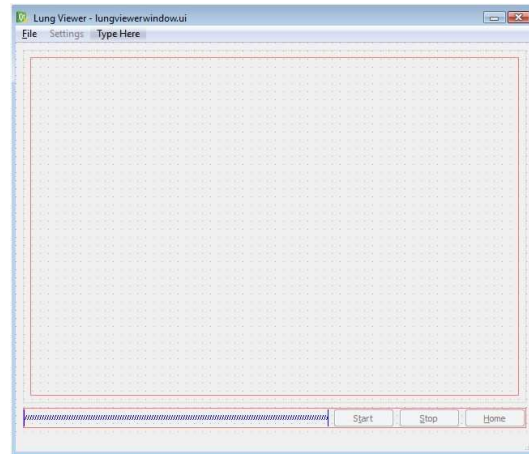 Lung Viewer - lungviewerwindow.ui
File Settings Type Here
Start Stop Home